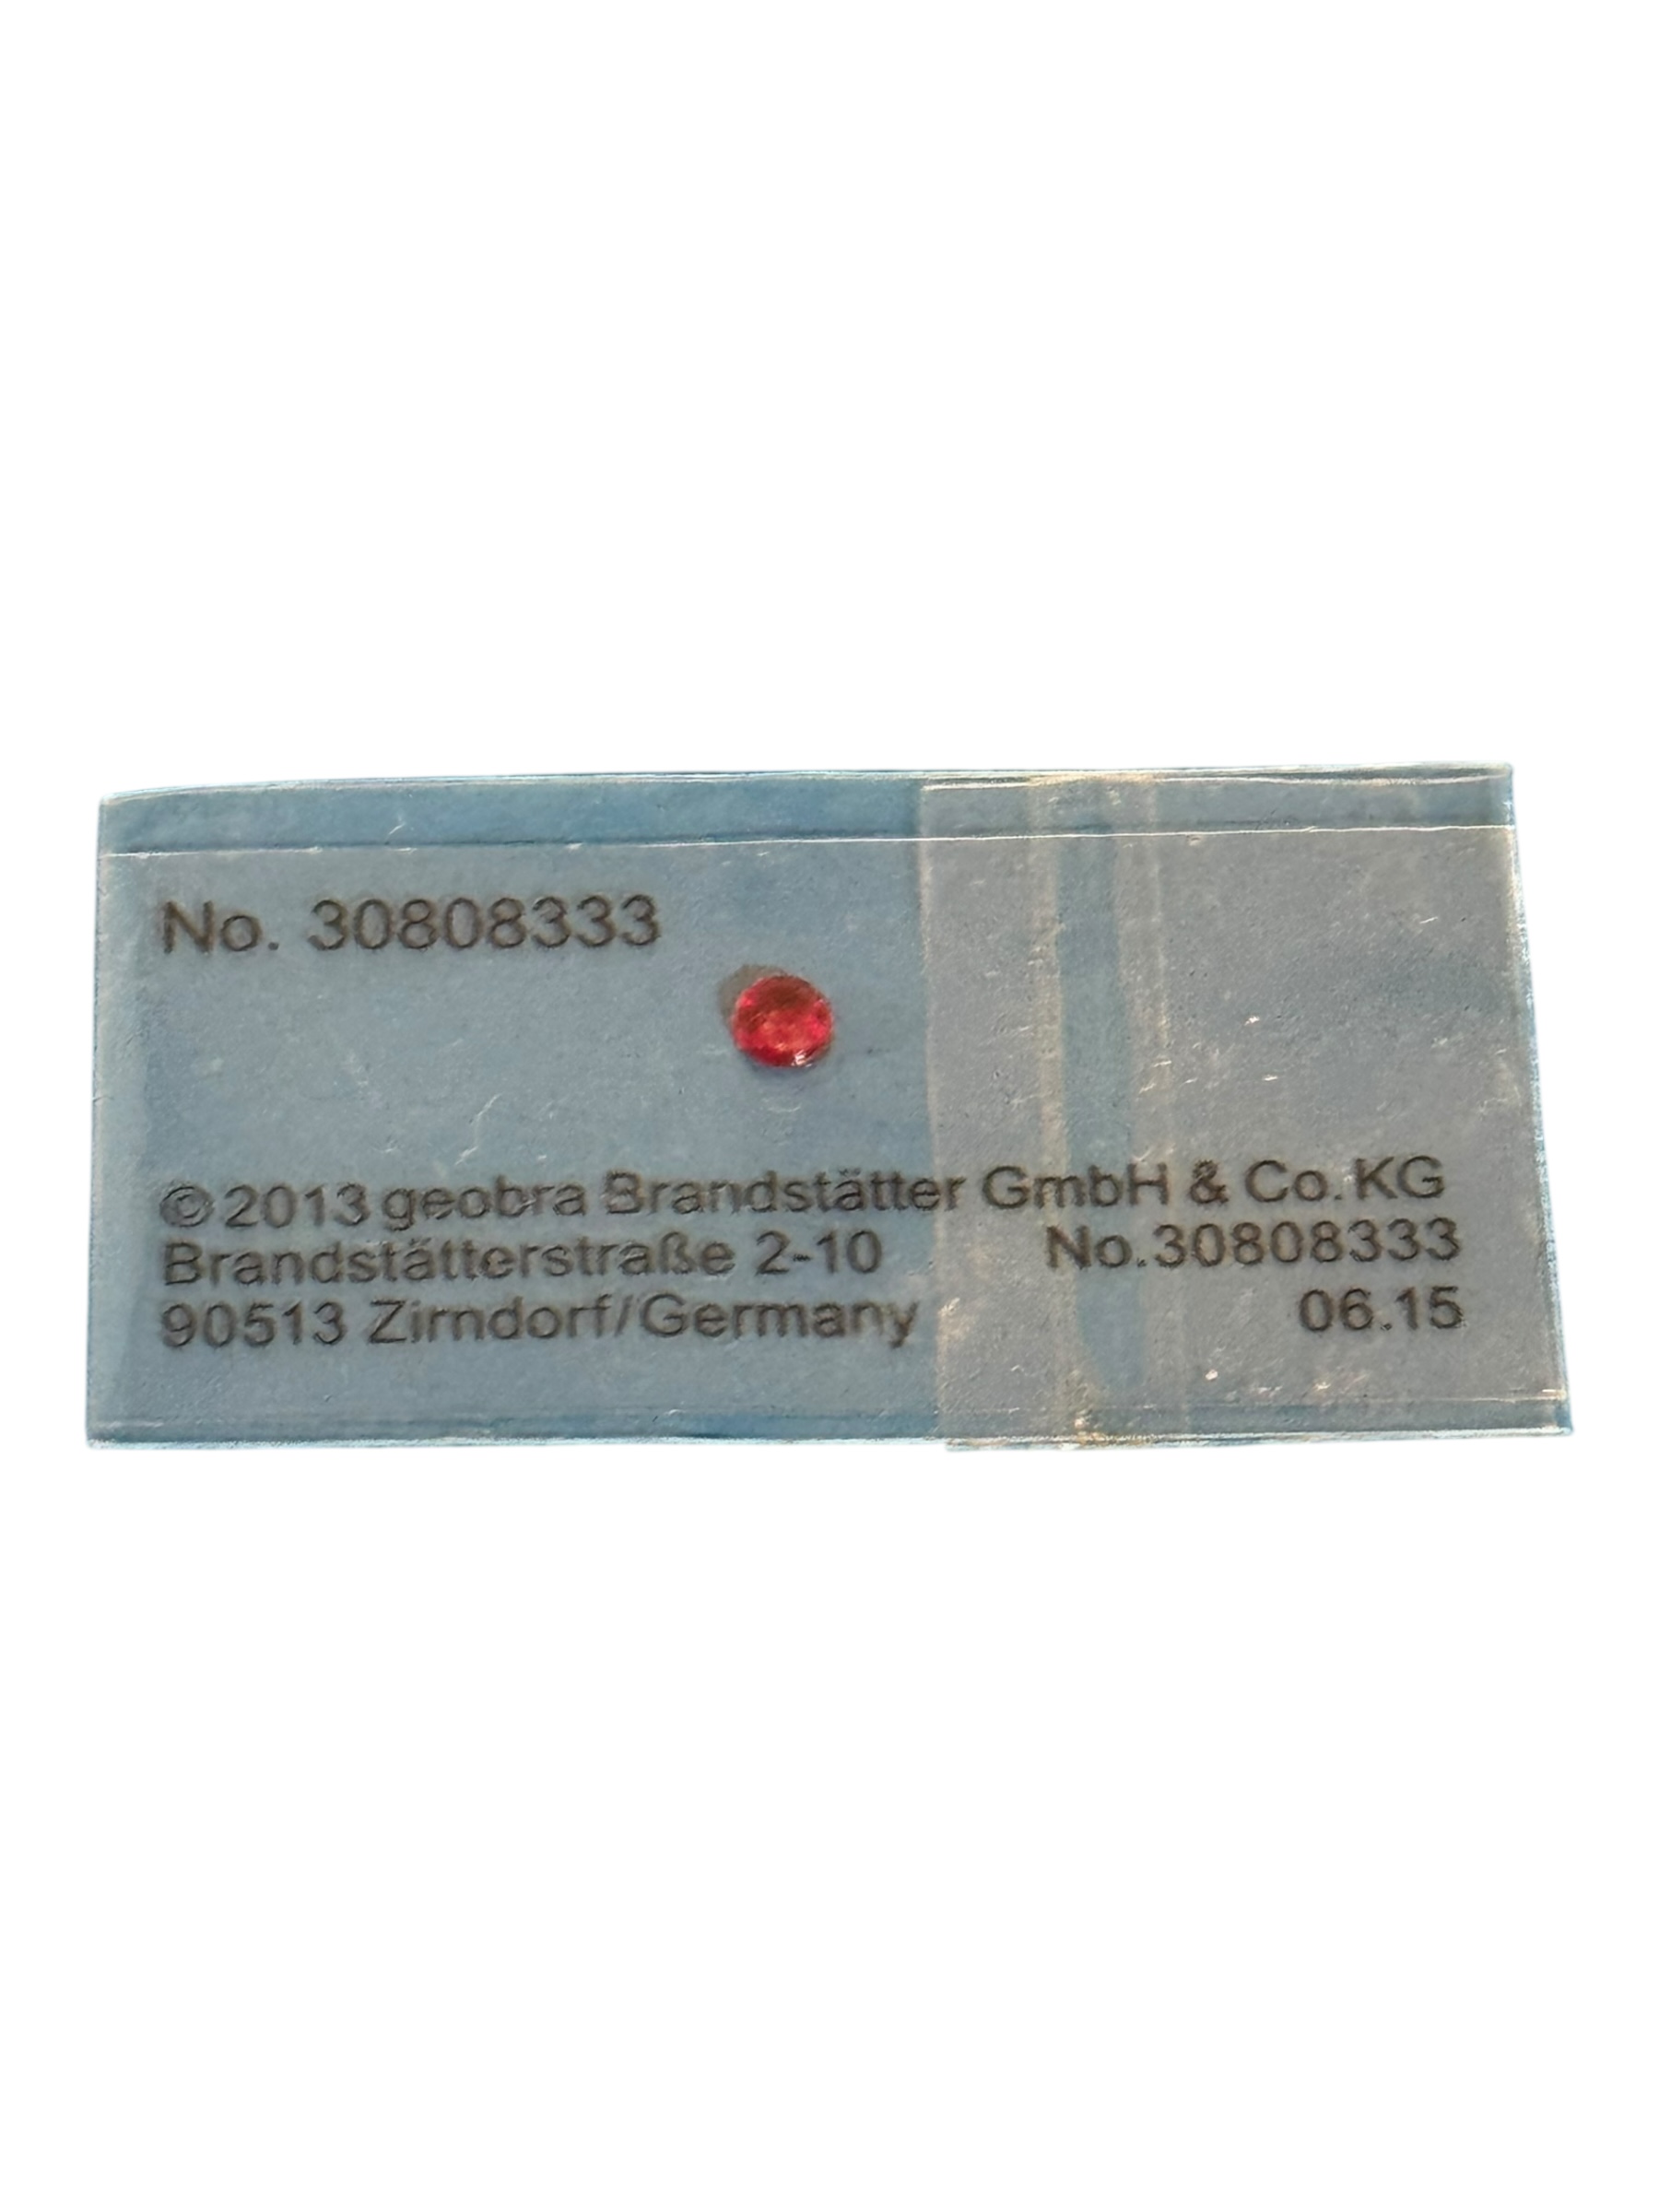 No. 30808333
© 2013 geobra Brandstätter GmbH & Co. KG
Brandstätterstraße 2-10 No.30808333
90513 Zirndorf/Germany 06.15